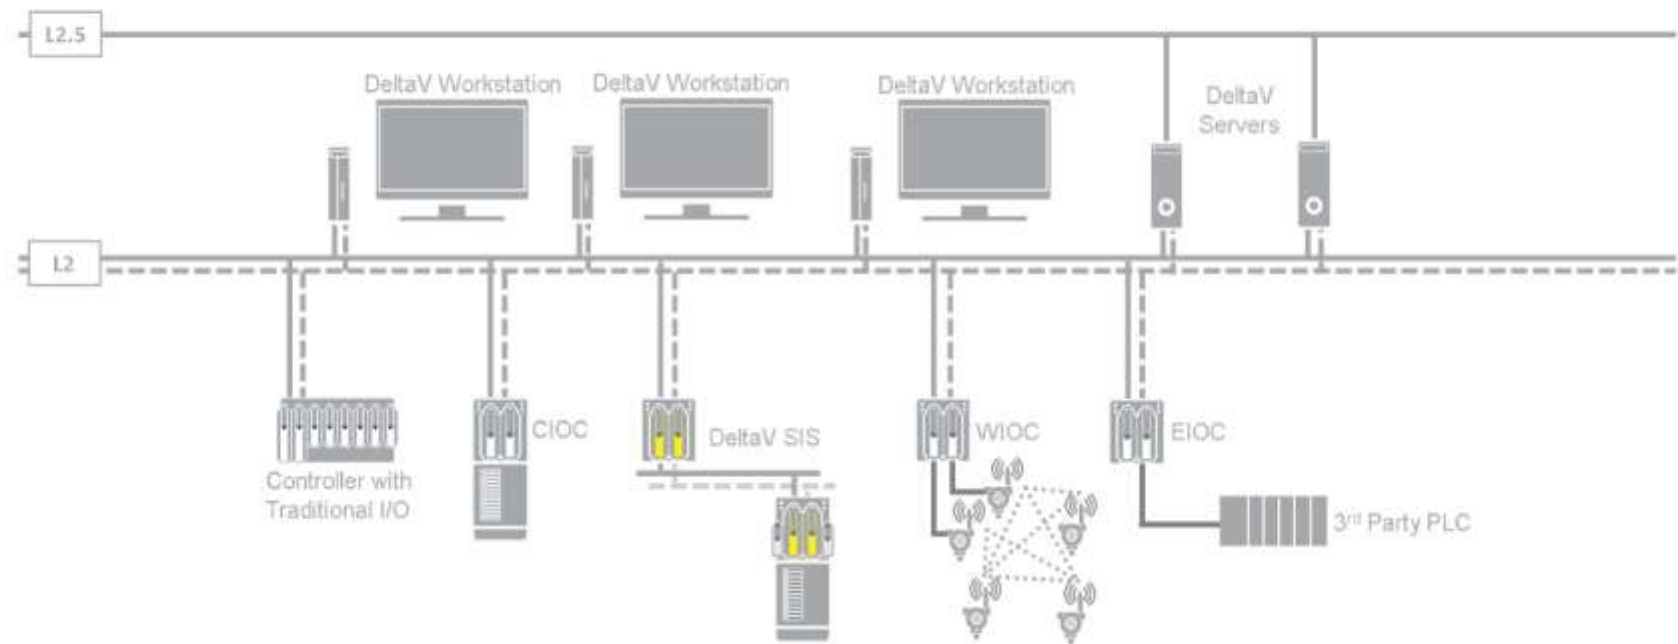 L2.5
DeltaV Workstation
DeltaV Workstation
DeltaV Workstation
DeltaV
Servers
L2
CIOC
DeltaV SIS
WIOC
EIOC
Controller with
Traditional I/O
3rd Party PLC